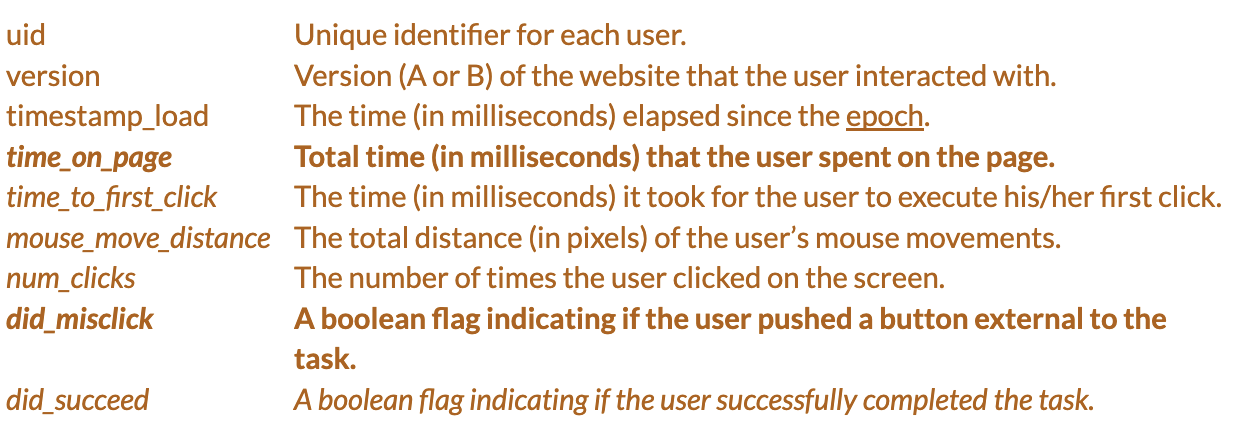 uid Unique identifier for each user.
version Version (A or B) of the website that the user interacted with.
timestamp_load The time (in milliseconds) elapsed since the epoch.
time_on_page Total time (in milliseconds) that the user spent on the page.
time_to_first_click The time (in milliseconds) it took for the user to execute his/her first click.
mouse_move_distance The total distance (in pixels) of the user’s mouse movements.
num_clicks The number of times the user clicked on the screen.
did_misclick A boolean flag indicating if the user pushed a button external to the
task.
did_succeed A boolean flag indicating if the user successfully completed the task.